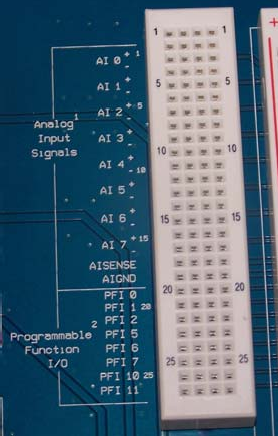 AI 0 + 1
-
AI 1 +
-
AI 2 + 5
-
AI 3 +
-
AI 4 +
- 10
AI 5 +
-
AI 6 +
-
AI 7 + 15
-
AISENSE
AIGND
PFI 0
PFI 1 20
PFI 2
PFI 5
PFI 6
PFI 7
PFI 10 25
PFI 11
Analog 1
Input
Signals
2
Programmable
Function
I/O
1 1
5 5
10 10
15 15
20 20
25 25